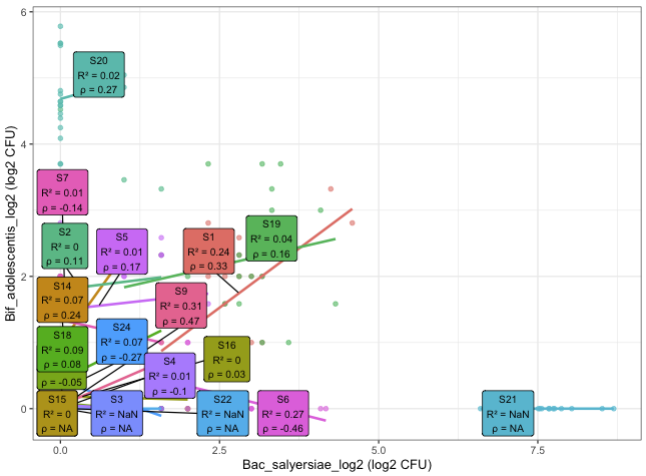 6
S20
R² = 0.02
ρ = 0.27
4
S7
R² = 0.01
ρ = -0.14
S2
R² = 0
ρ = 0.11
S5
R² = 0.01
ρ = 0.17
S1
R² = 0.24
ρ = 0.33
S19
R² = 0.04
ρ = 0.16
2
S14
R² = 0.07
ρ = 0.24
S9
R² = 0.31
ρ = 0.47
S18
R² = 0.09
ρ = 0.08
S24
R² = 0.07
ρ = -0.27
S16
R² = 0
ρ = 0.03
ρ = -0.05
S4
R² = 0.01
ρ = -0.1
0
S15
R² = 0
ρ = NA
S3
R² = NaN
ρ = NA
S22
R² = NaN
ρ = NA
S6
R² = 0.27
ρ = -0.46
S21
R² = NaN
ρ = NA
0.0 2.5 5.0 7.5
Bac_salyersiae_log2 (log2 CFU)
Bif_adolescentis_log2 (log2 CFU)